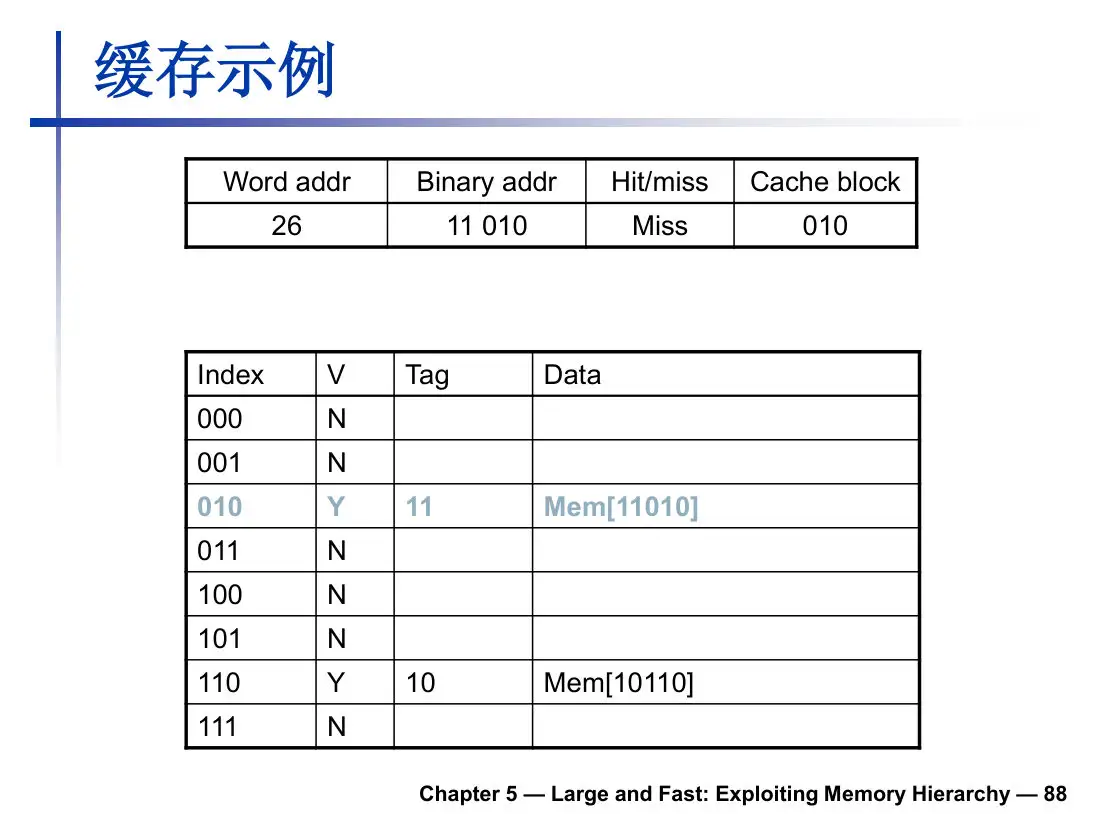 缓存示例
Word addr Binary addr Hit/miss Cache block
26 11 010 Miss 010
Index V Tag Data
000 N
001 N
010 Y 11 Mem[11010]
011 N
100 N
101 N
110 Y 10 Mem[10110]
111 N
Chapter 5 — Large and Fast: Exploiting Memory Hierarchy — 88